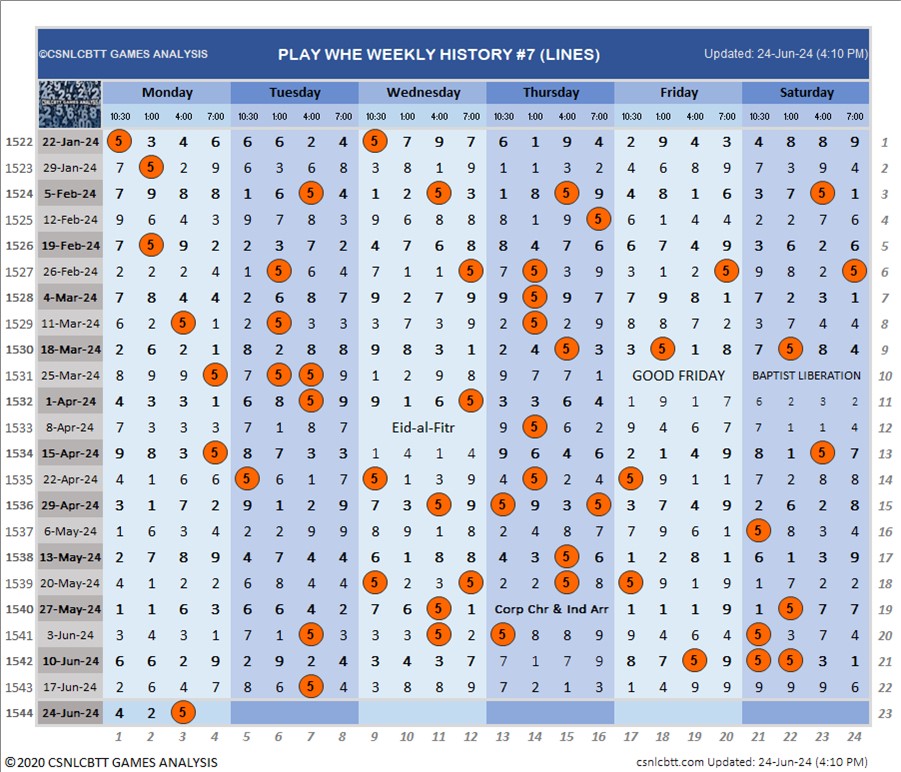 ©CSNLCBTT GAMES ANALYSIS PLAY WHE WEEKLY HISTORY #7 (LINES) Updated: 24-Jun-24 (4:10 PM)
Monday Tuesday Wednesday Thursday Friday Saturday
10:30 1:00 4:00 7:00 10:30 1:00 4:00 7:00 10:30 1:00 4:00 7:00 10:30 1:00 4:00 7:00 10:30 1:00 4:00 7:00 10:30 1:00 4:00 7:00
1522 22-Jan-24 5 3 4 6 6 6 2 4 5 7 9 7 6 1 9 4 2 9 4 3 4 8 8 9 1
1523 29-Jan-24 7 5 2 9 6 3 6 8 3 8 1 9 1 1 3 2 4 6 8 9 7 3 9 4 2
1524 5-Feb-24 7 9 8 8 1 6 5 4 1 2 5 3 1 8 5 9 4 8 1 6 3 7 5 1 3
1525 12-Feb-24 9 6 4 3 9 7 8 3 9 6 8 8 8 1 9 5 6 1 4 4 2 2 7 6 4
1526 19-Feb-24 7 5 9 2 2 3 7 2 4 7 6 8 8 4 7 6 6 7 4 9 3 6 2 6 5
1527 26-Feb-24 2 2 2 4 1 5 6 4 7 1 1 5 7 5 3 9 3 1 2 5 9 8 2 5 6
1528 4-Mar-24 7 8 4 4 2 6 8 7 9 2 7 9 9 5 9 7 7 9 8 1 7 2 3 1 7
1529 11-Mar-24 6 2 5 1 2 5 3 3 3 7 3 9 2 5 2 9 8 8 7 2 3 7 4 4 8
1530 18-Mar-24 2 6 2 1 8 2 8 8 9 8 3 1 2 4 5 3 3 5 1 8 7 5 8 4 9
1531 25-Mar-24 8 9 9 5 7 5 5 9 1 2 9 8 9 7 7 1 GOOD FRIDAY BAPTIST LIBERATION 10
1532 1-Apr-24 4 3 3 1 6 8 5 9 9 1 6 5 3 3 6 4 1 9 1 7 6 2 3 2 11
1533 8-Apr-24 7 3 3 3 7 1 8 7 Eid-al-Fitr 9 5 6 2 9 4 6 7 7 1 1 4 12
1534 15-Apr-24 9 8 3 5 8 7 3 3 1 4 1 4 9 6 4 6 2 1 4 9 8 1 5 7 13
1535 22-Apr-24 4 1 6 6 5 6 1 7 5 1 3 9 4 5 2 4 5 9 1 1 7 2 8 8 14
1536 29-Apr-24 3 1 7 2 9 1 2 9 7 3 5 9 5 9 3 5 3 7 4 9 2 6 2 8 15
1537 6-May-24 1 6 3 4 2 2 9 9 8 9 1 8 2 4 8 7 7 9 6 1 5 8 3 4 16
1538 13-May-24 2 7 8 9 4 7 4 4 6 1 8 8 4 3 5 6 1 2 8 1 6 1 3 9 17
1539 20-May-24 4 1 2 2 6 8 4 4 5 2 3 5 2 2 5 8 5 9 1 9 1 7 2 2 18
1540 27-May-24 1 1 6 3 6 6 4 2 7 6 5 1 Corp Chr & Ind Arr 1 1 1 9 1 5 7 7 19
1541 3-Jun-24 3 4 3 1 7 1 5 3 3 3 5 2 5 8 8 9 9 4 6 4 5 3 7 4 20
1542 10-Jun-24 6 6 2 9 2 9 2 4 3 4 3 7 7 1 7 9 8 7 5 9 5 5 3 1 21
1543 17-Jun-24 2 6 4 7 8 6 5 4 3 8 8 9 7 2 1 3 1 4 9 9 9 9 9 6 22
1544 24-Jun-24 4 2 5 23
1 2 3 4 5 6 7 8 9 10 11 12 13 14 15 16 17 18 19 20 21 22 23 24
©2020 CSNLCBTT GAMES ANALYSIS csnlcbtt.com Updated: 24-Jun-24 (4:10 PM)